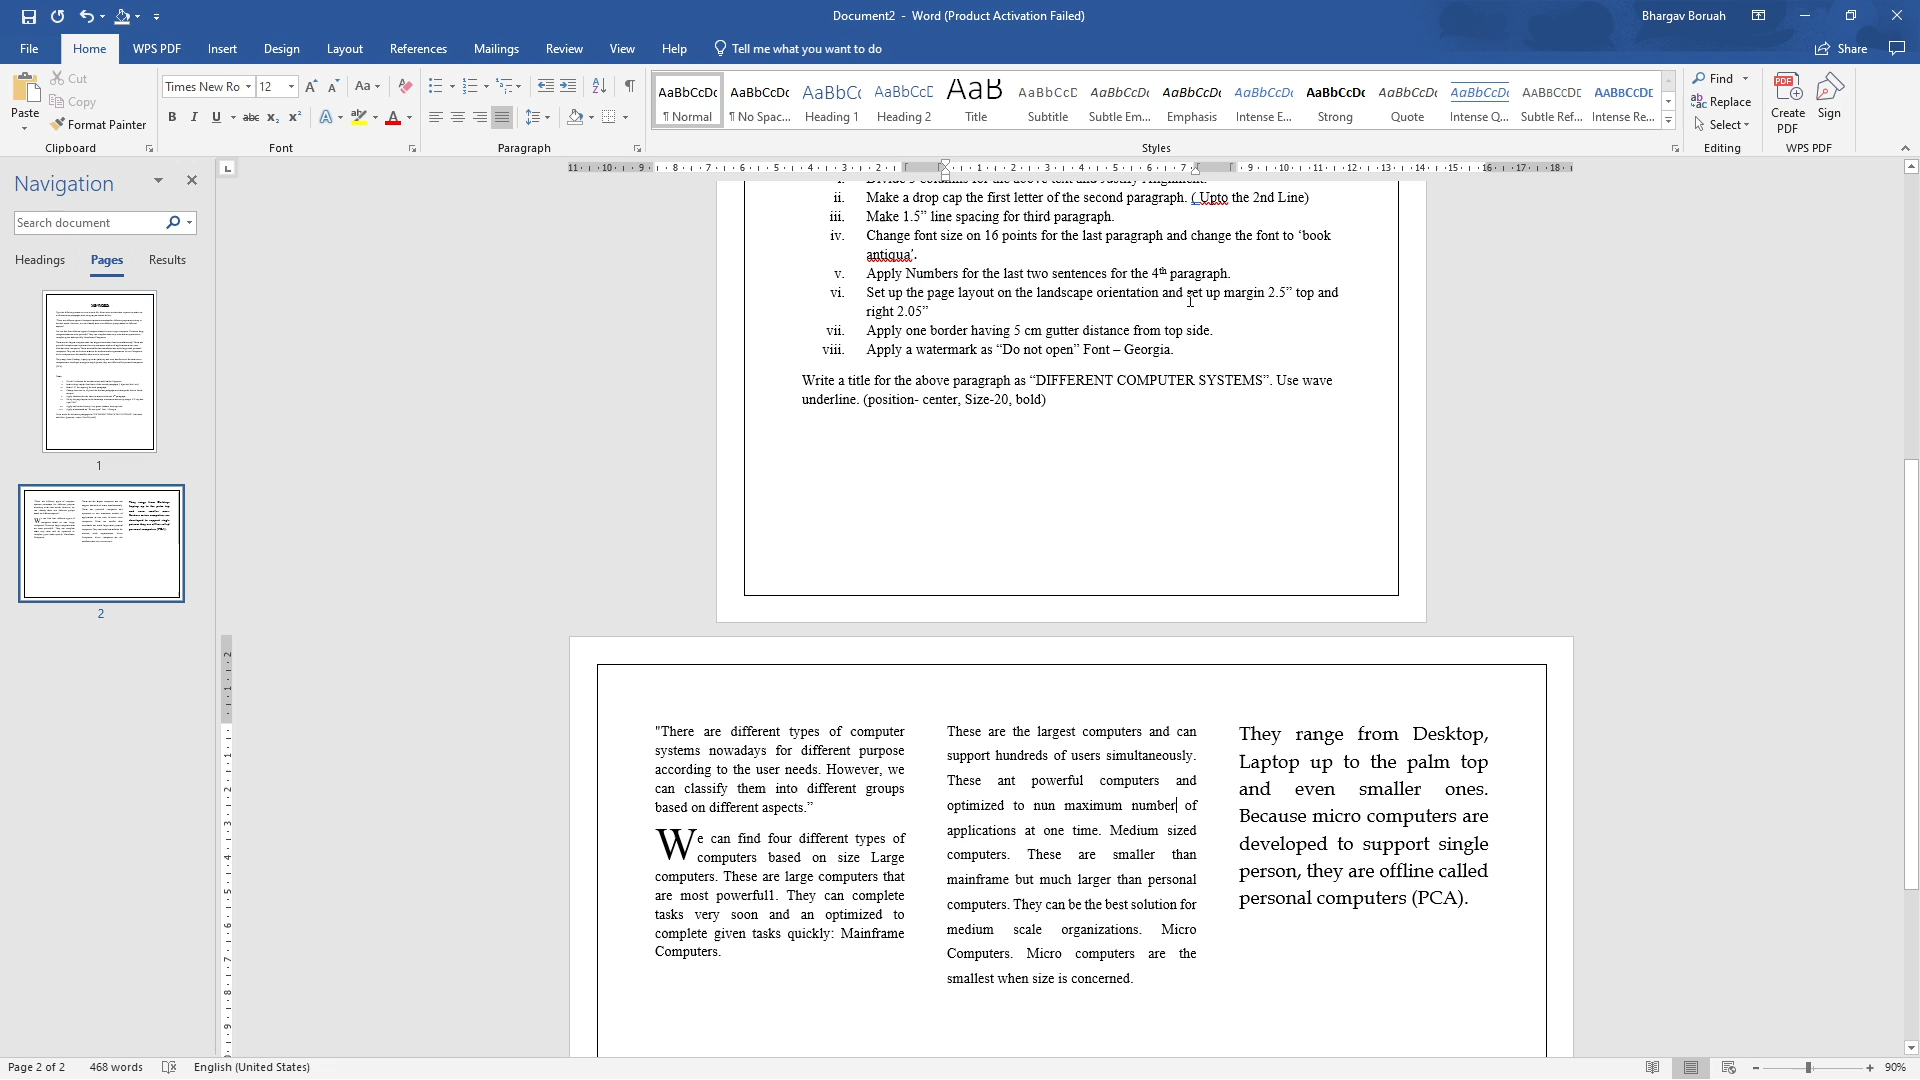 Document2 - Word (Product Activation Failed)
Bhargav Boruah
File Home WPS PDF Insert Design Layout References Mailings Review View Help Tell me what you want to do
Share
Paste
Cut
Copy
Format Painter
Clipboard
Times New Ro 12
Font
Paragraph
AaBbCcDc AaBbCcDc AaBbCc AaBbCcD AaB AaBbCcD AaBbCcDc AaBbCcDc AaBbCcDc AaBbCcDc AaBbCcDc AaBbCcDc AABBCCDE AABBCCDE
¶ Normal ¶ No Spac... Heading 1 Heading 2 Title Subtitle Subtle Em... Emphasis Intense E... Strong Quote Intense Q... Subtle Ref... Intense Re...
Styles
Find
Replace
Select
Editing
Create PDF
Sign
WPS PDF
Navigation
Search document
Headings Pages Results
1
2
ii. Make a drop cap the first letter of the second paragraph. ( Upto the 2nd Line)
iii. Make 1.5” line spacing for third paragraph.
iv. Change font size on 16 points for the last paragraph and change the font to ‘book
antiqua’.
v. Apply Numbers for the last two sentences for the 4th paragraph.
vi. Set up the page layout on the landscape orientation and set up margin 2.5” top and
right 2.05”
vii. Apply one border having 5 cm gutter distance from top side.
viii. Apply a watermark as “Do not open” Font – Georgia.
Write a title for the above paragraph as “DIFFERENT COMPUTER SYSTEMS”. Use wave
underline. (position- center, Size-20, bold)
"There are different types of computer
systems nowadays for different purpose
according to the user needs. However, we
can classify them into different groups
based on different aspects.”
We can find four different types of
computers based on size Large
computers. These are large computers that
are most powerful1. They can complete
tasks very soon and an optimized to
complete given tasks quickly: Mainframe
Computers.
These are the largest computers and can
support hundreds of users simultaneously.
These ant powerful computers and
optimized to nun maximum number of
applications at one time. Medium sized
computers. These are smaller than
mainframe but much larger than personal
computers. They can be the best solution for
medium scale organizations. Micro
Computers. Micro computers are the
smallest when size is concerned.
They range from Desktop,
Laptop up to the palm top
and even smaller ones.
Because micro computers are
developed to support single
person, they are offline called
personal computers (PCA).
Page 2 of 2 468 words English (United States)
90%